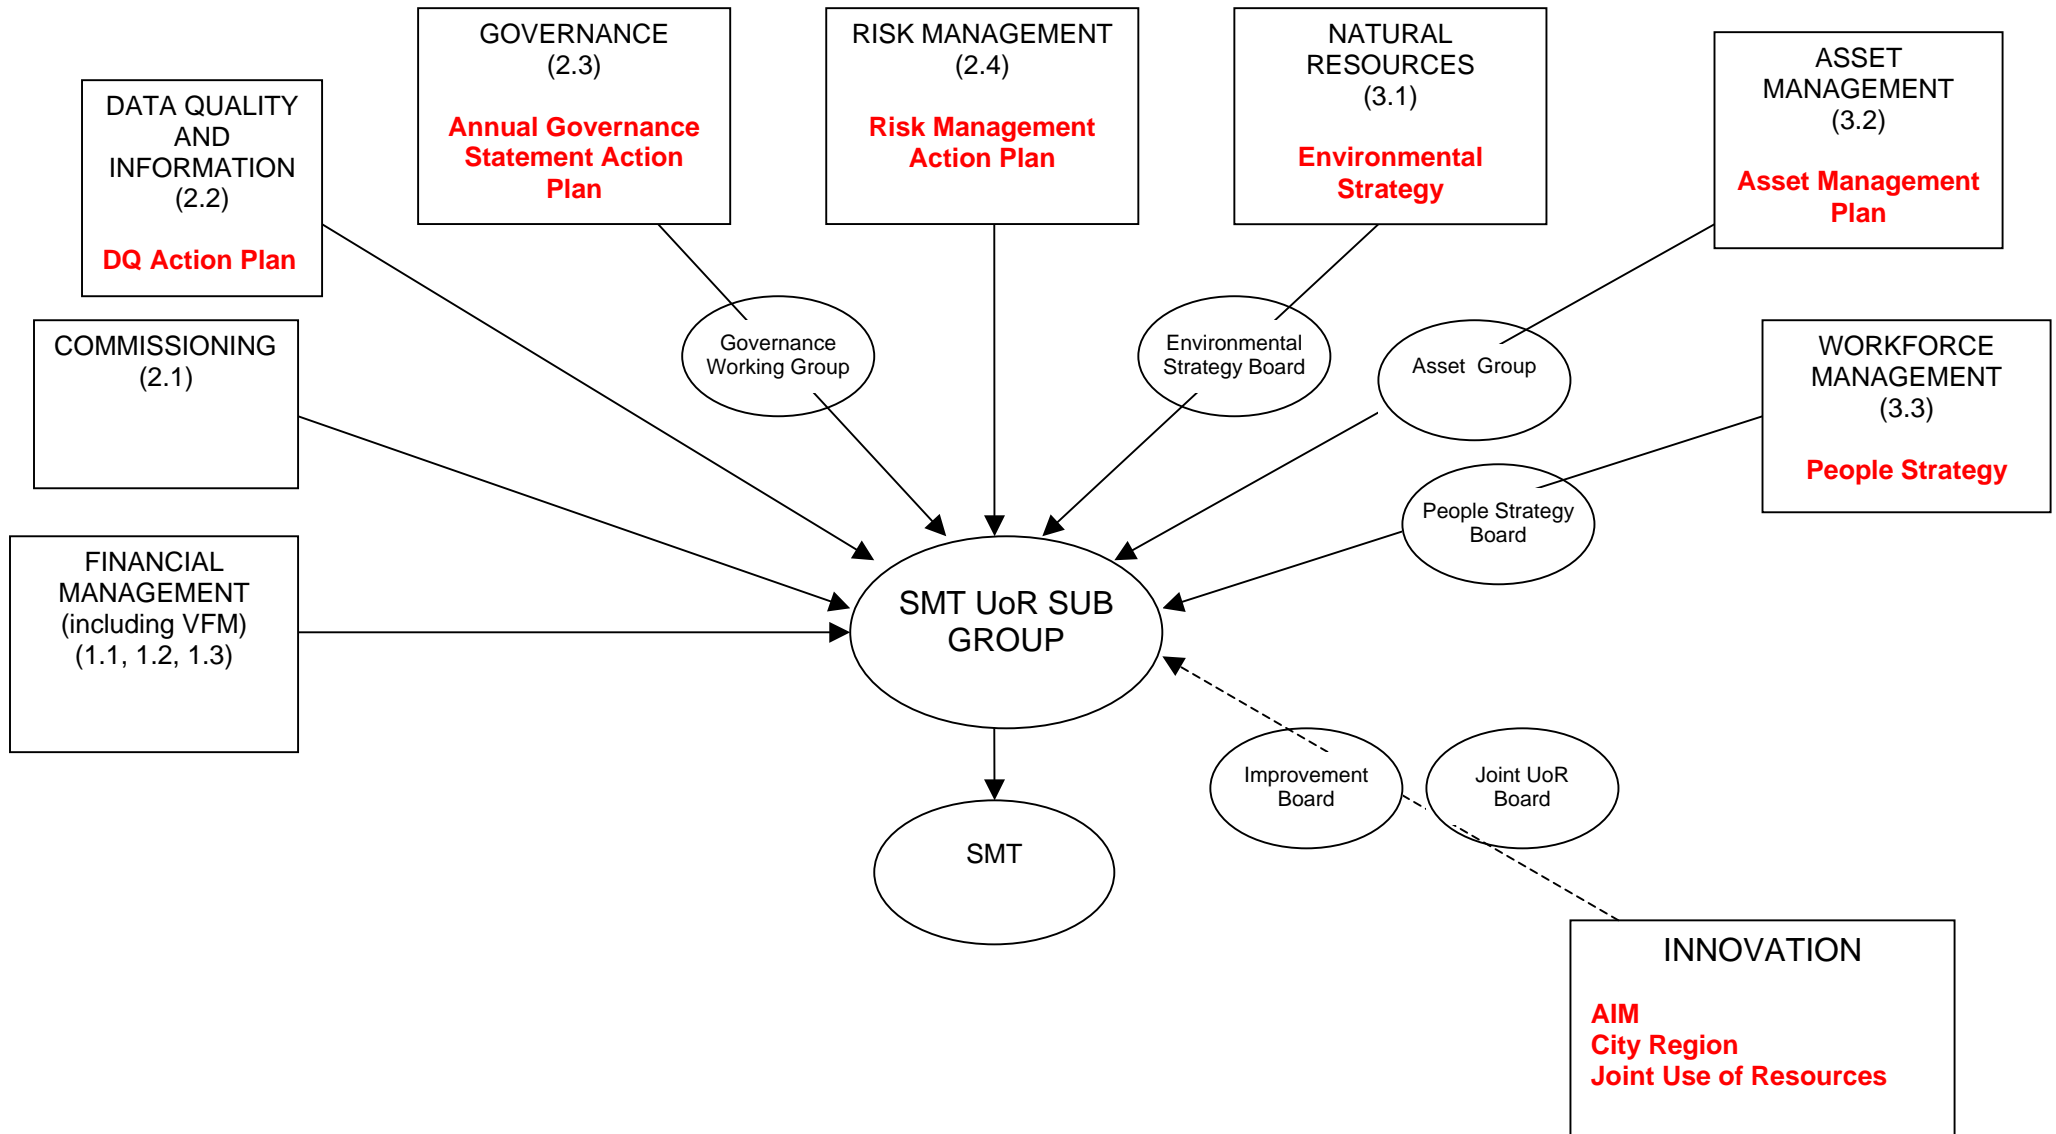 GOVERNANCE
(2.3)
Annual Governance
Statement Action
Plan
RISK MANAGEMENT
(2.4)
Risk Management
Action Plan
NATURAL
RESOURCES
(3.1)
Environmental
Strategy
ASSET
MANAGEMENT
(3.2)
Asset Management
Plan
DATA QUALITY
AND
INFORMATION
(2.2)
DQ Action Plan
COMMISSIONING
(2.1)
Governance
Working Group
Environmental
Strategy Board
Asset Group
WORKFORCE
MANAGEMENT
(3.3)
People Strategy
People Strategy
Board
FINANCIAL
MANAGEMENT
(including VFM)
(1.1, 1.2, 1.3)
SMT UoR SUB
GROUP
Improvement
Board
Joint UoR
Board
SMT
INNOVATION
AIM
City Region
Joint Use of Resources